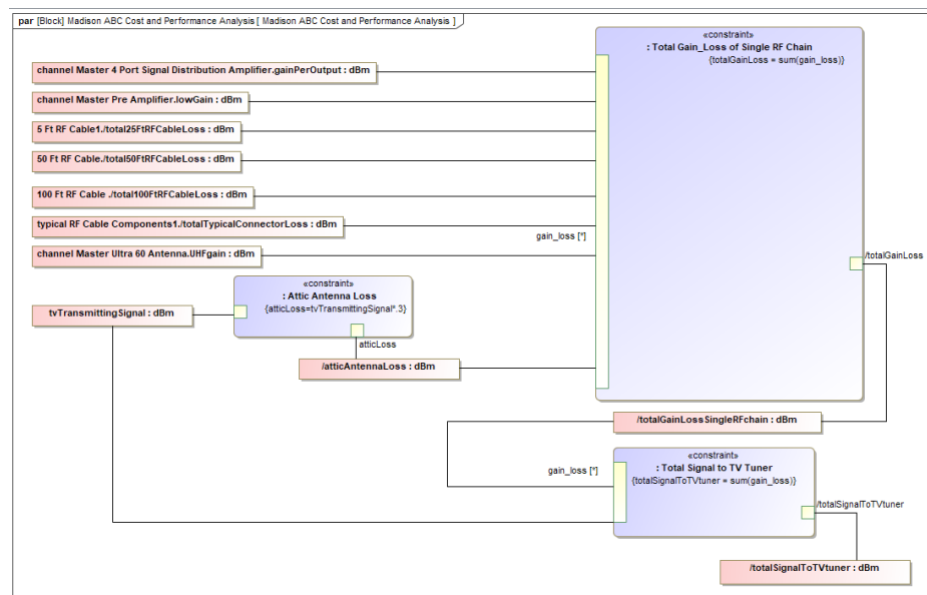 par [Block] Madison ABC Cost and Performance Analysis [ Madison ABC Cost and Performance Analysis ]
«constraint»
: Total Gain_Loss of Single RF Chain
{totalGainLoss = sum(gain_loss)}
channel Master 4 Port Signal Distribution Amplifier.gainPerOutput : dBm
channel Master Pre Amplifier.lowGain : dBm
5 Ft RF Cable1./total25FtRFCableLoss : dBm
50 Ft RF Cable./total50FtRFCableLoss : dBm
100 Ft RF Cable ./total100FtRFCableLoss : dBm
typical RF Cable Components1./totalTypicalConnectorLoss : dBm
gain_loss [*]
channel Master Ultra 60 Antenna.UHFgain : dBm
/totalGainLoss
«constraint»
: Attic Antenna Loss
{atticLoss=tvTransmittingSignal*.3}
tvTransmittingSignal : dBm
atticLoss
/atticAntennaLoss : dBm
/totalGainLossSingleRFchain : dBm
«constraint»
: Total Signal to TV Tuner
{totalSignalToTVtuner = sum(gain_loss)}
gain_loss [*]
/totalSignalToTVtuner
/totalSignalToTVtuner : dBm